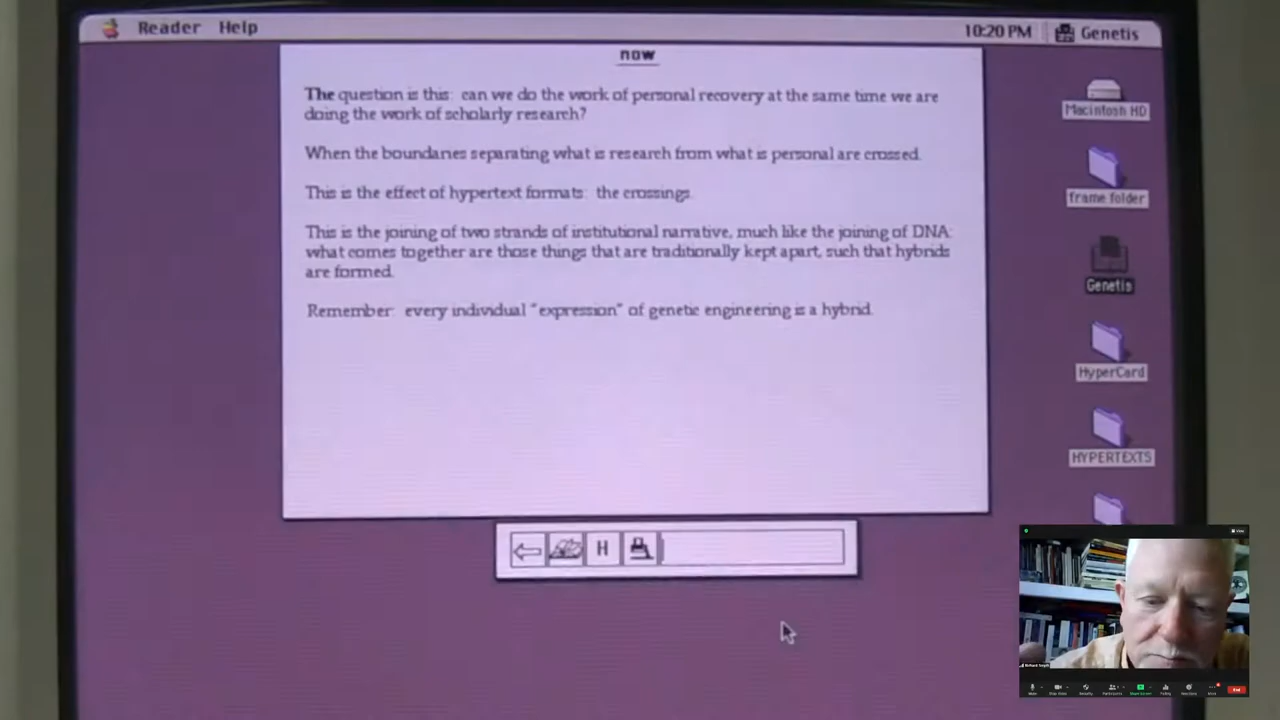 Reader Help 10:20 PM Genetis
now
The question is this: can we do the work of personal recovery at the same time we are
doing the work of scholarly research?
When the boundaries separating what is research from what is personal are crossed.
This is the effect of hypertext formats: the crossings.
This is the joining of two strands of institutional narrative, much like the joining of DNA:
what comes together are those things that are traditionally kept apart, such that hybrids
are formed.
Remember: every individual "expression" of genetic engineering is a hybrid.
H
Macintosh HD
frame folder
Genetis
HyperCard
HYPERTEXTS
View
End